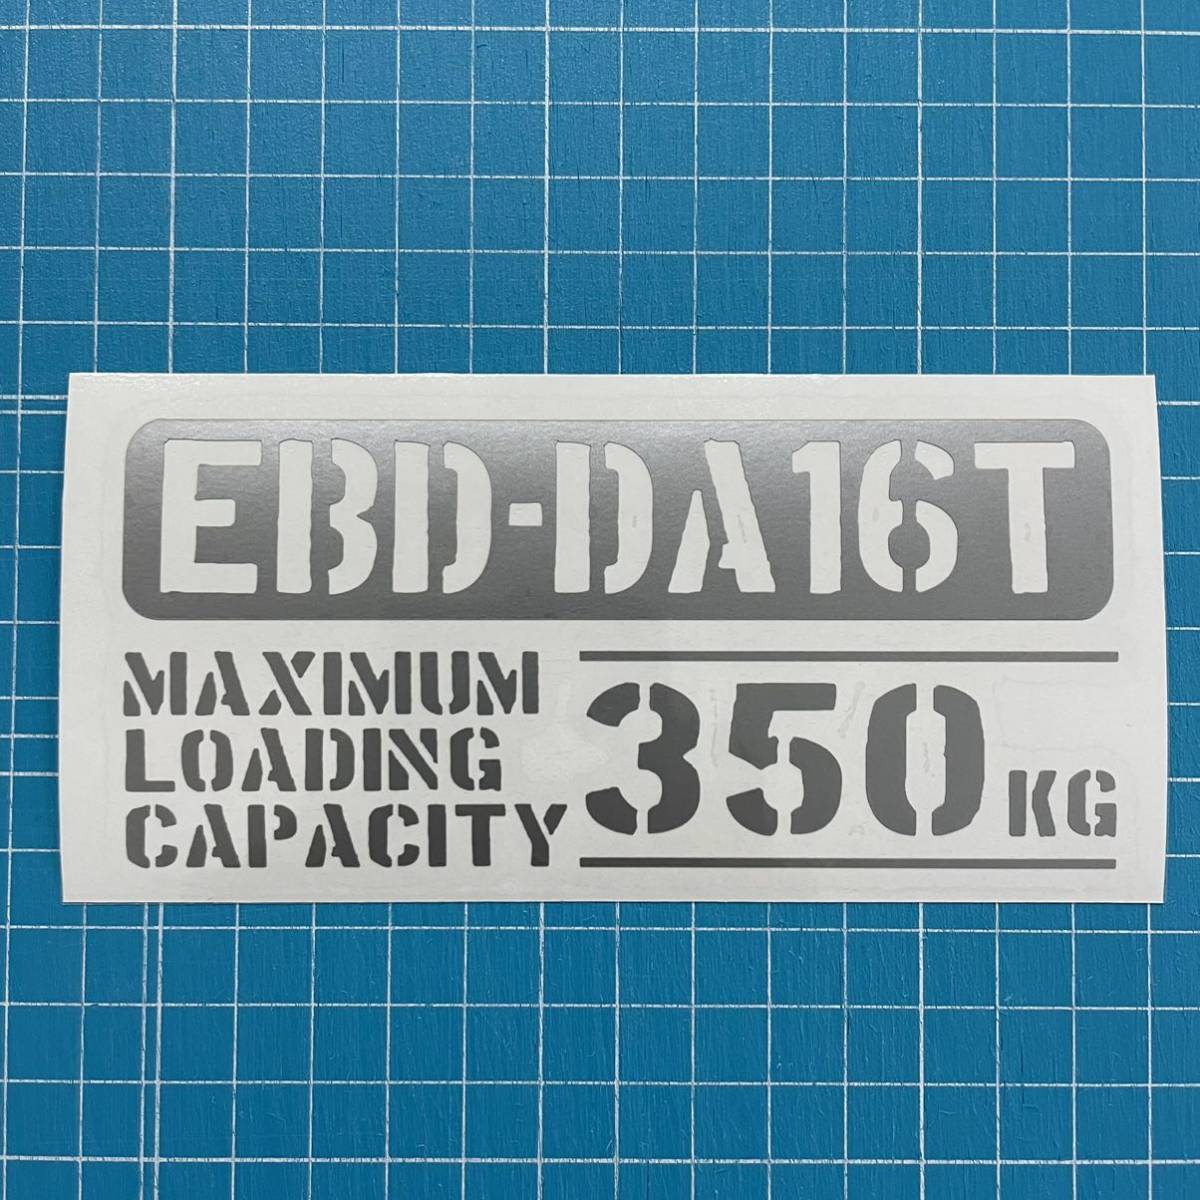 EBD-DA16T
MAXIMUM
LOADING
CAPACITY
350 KG